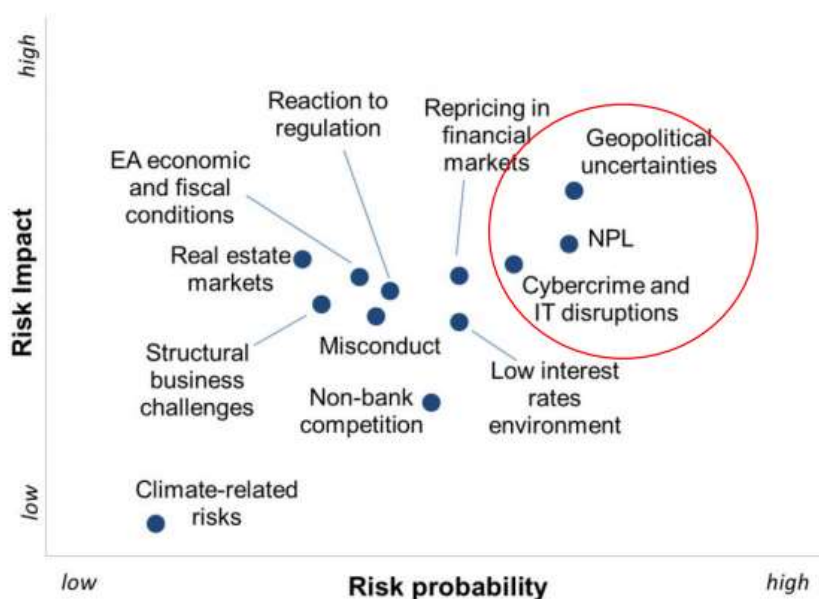 high
Risk Impact
low
Reaction to
regulation
Repricing in
financial
markets
Geopolitical
uncertainties
EA economic
and fiscal
conditions
Real estate
markets
NPL
Cybercrime and
IT disruptions
Structural
business
challenges
Misconduct
Low interest
rates
environment
Non-bank
competition
Climate-related
risks
low
Risk probability
high